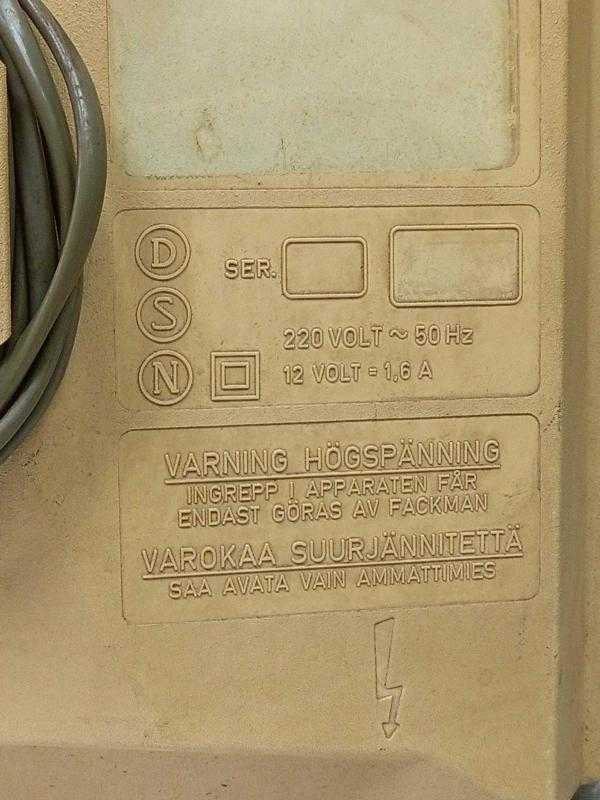 D
SER.
S
220 VOLT ~ 50 Hz
N
12 VOLT = 1,6 A
VARNING HÖGSPÄNNING
INGREPP I APPARATEN FÅR
ENDAST GÖRAS AV FACKMAN
VAROKAA SUURJÄNNITETTÄ
SAA AVATA VAIN AMMATTIMIES